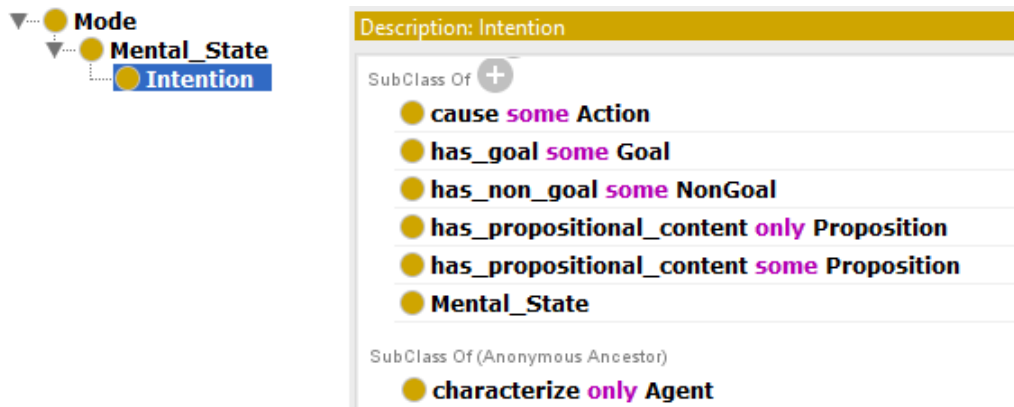 Mode
Mental_State
Intention
Description: Intention
SubClass Of
cause some Action
has_goal some Goal
has_non_goal some NonGoal
has_propositional_content only Proposition
has_propositional_content some Proposition
Mental_State
SubClass Of (Anonymous Ancestor)
characterize only Agent